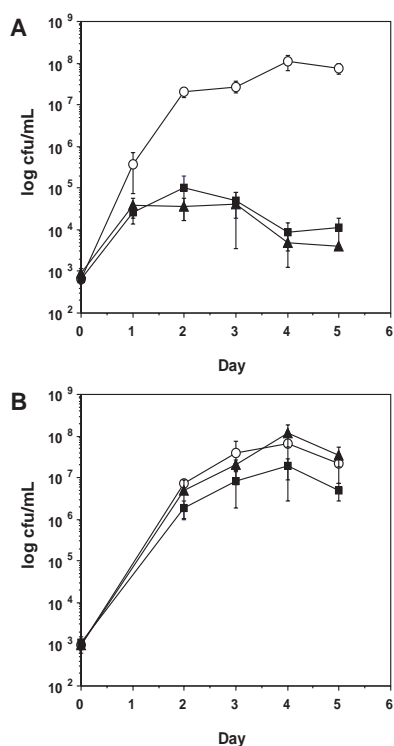 A
log cfu/mL
10 9
10 8
10 7
10 6
10 5
10 4
10 3
10 2
0 1 2 3 4 5 6
Day
B
log cfu/mL
10 9
10 8
10 7
10 6
10 5
10 4
10 3
10 2
0 1 2 3 4 5 6
Day